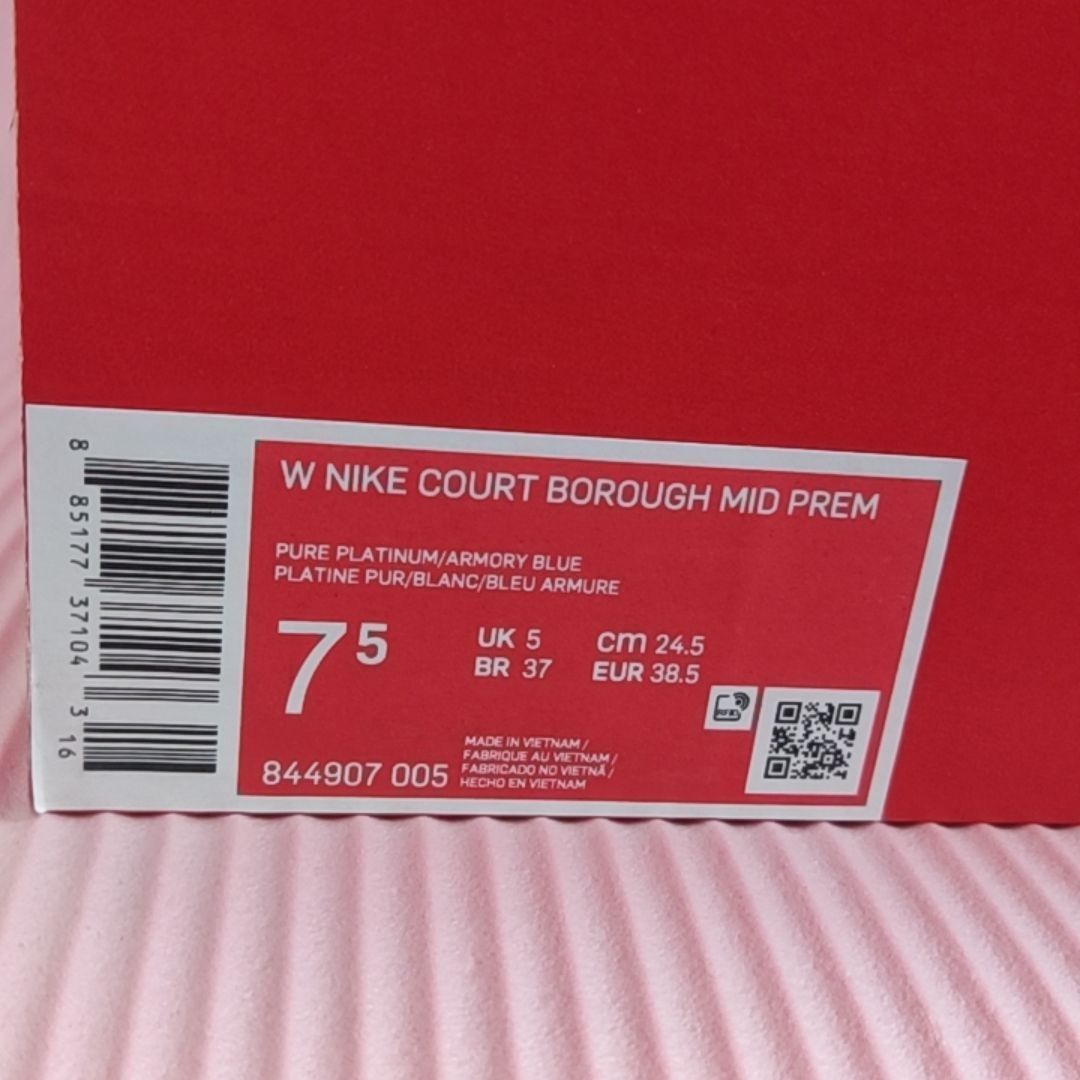 W NIKE COURT BOROUGH MID PREM
PURE PLATINUM/ARMORY BLUE
PLATINE PUR/BLANC/BLEU ARMURE
7 5
UK 5 cm 24.5
BR 37 EUR 38.5
RFID
MADE IN VIETNAM /
FABRIQUE AU VIETNAM /
FABRICADO NO VIETNÃ /
HECHO EN VIETNAM
844907 005
8 85177 37104 3 16